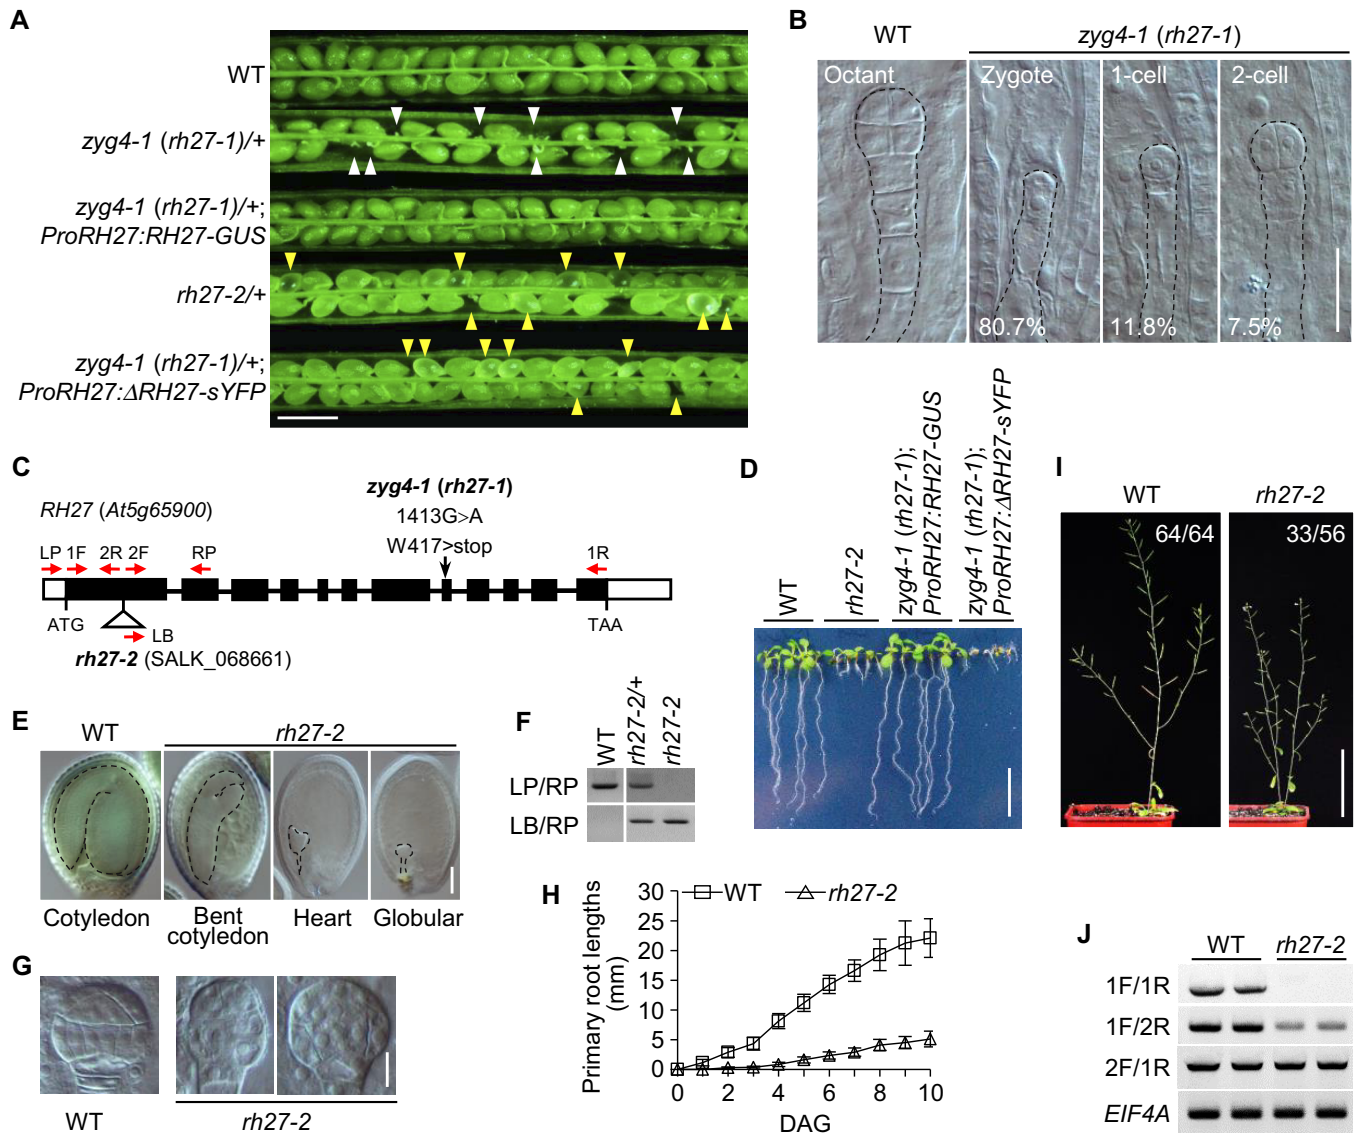 A
WT
zyg4-1 (rh27-1)/+
zyg4-1 (rh27-1)/+;
ProRH27:RH27-GUS
rh27-2/+
zyg4-1 (rh27-1)/+;
ProRH27:ΔRH27-sYFP
B
WT
zyg4-1 (rh27-1)
Octant
Zygote
1-cell
2-cell
80.7%
11.8%
7.5%
C
zyg4-1 (rh27-1)
RH27 (At5g65900)
1413G>A
W417>stop
LP 1F 2R 2F RP 1R
ATG
LB
TAA
rh27-2 (SALK_068661)
D
WT
rh27-2
zyg4-1 (rh27-1);
ProRH27:RH27-GUS
zyg4-1 (rh27-1);
ProRH27:ΔRH27-sYFP
I
WT
rh27-2
64/64
33/56
E
WT
rh27-2
Cotyledon
Bent
cotyledon
Heart
Globular
F
WT
rh27-2/+
rh27-2
LP/RP
LB/RP
G
WT
rh27-2
H
Primary root lengths
(mm)
30
25
20
15
10
5
0
WT
rh27-2
0 2 4 6 8 10
DAG
J
WT
rh27-2
1F/1R
1F/2R
2F/1R
EIF4A